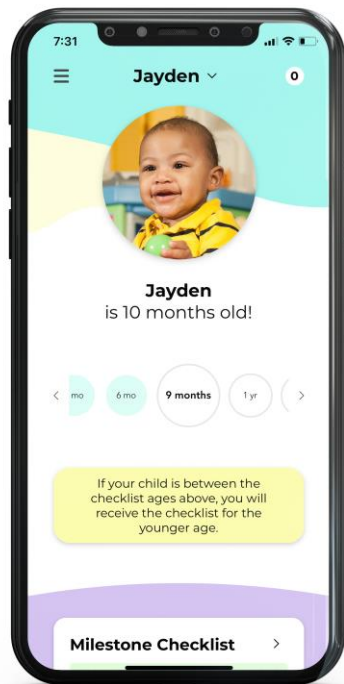 7:31
Jayden
0
Jayden
is 10 months old!
mo
6 mo
9 months
1 yr
If your child is between the
checklist ages above, you will
receive the checklist for the
younger age.
Milestone Checklist